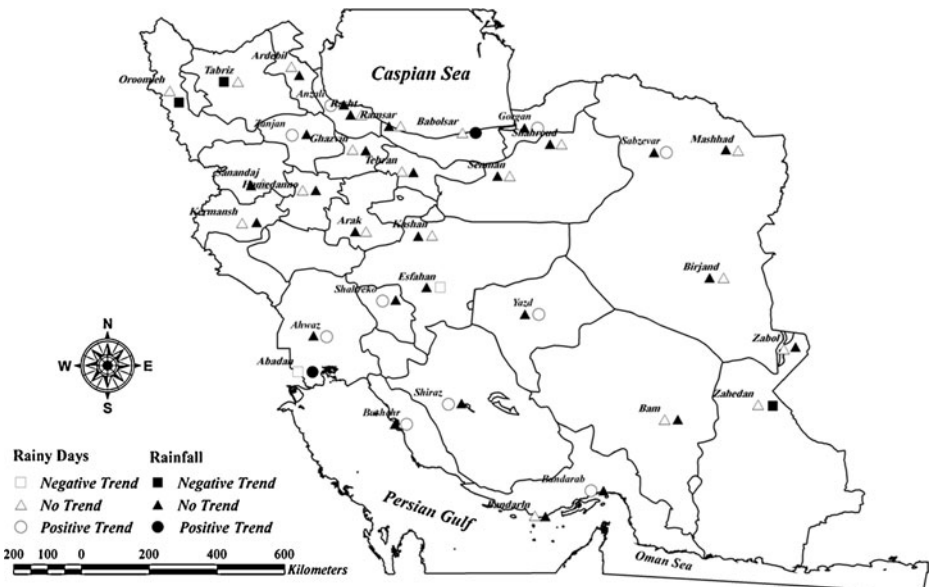 Ardebil
Caspian Sea
Tabriz
Oroomieh
Anzali
Rasht
Ramsar
Babolsar
Gorgan
Zanjan
Ghazvin
Shahroud
Sabzevar
Mashhad
Tehran
Semnan
Sanandaj
Hamedanno
Kermansh
Arak
Kashan
Birjand
Esfahan
Shahreko
Yazd
Ahwaz
Zabol
Abadan
Shiraz
Zahedan
Bam
Bushehr
Bandarab
Bandarln
Persian Gulf
Oman Sea
N
W E
S
Rainy Days Rainfall
Negative Trend Negative Trend
No Trend No Trend
Positive Trend Positive Trend
200 100 0 200 400 600
Kilometers